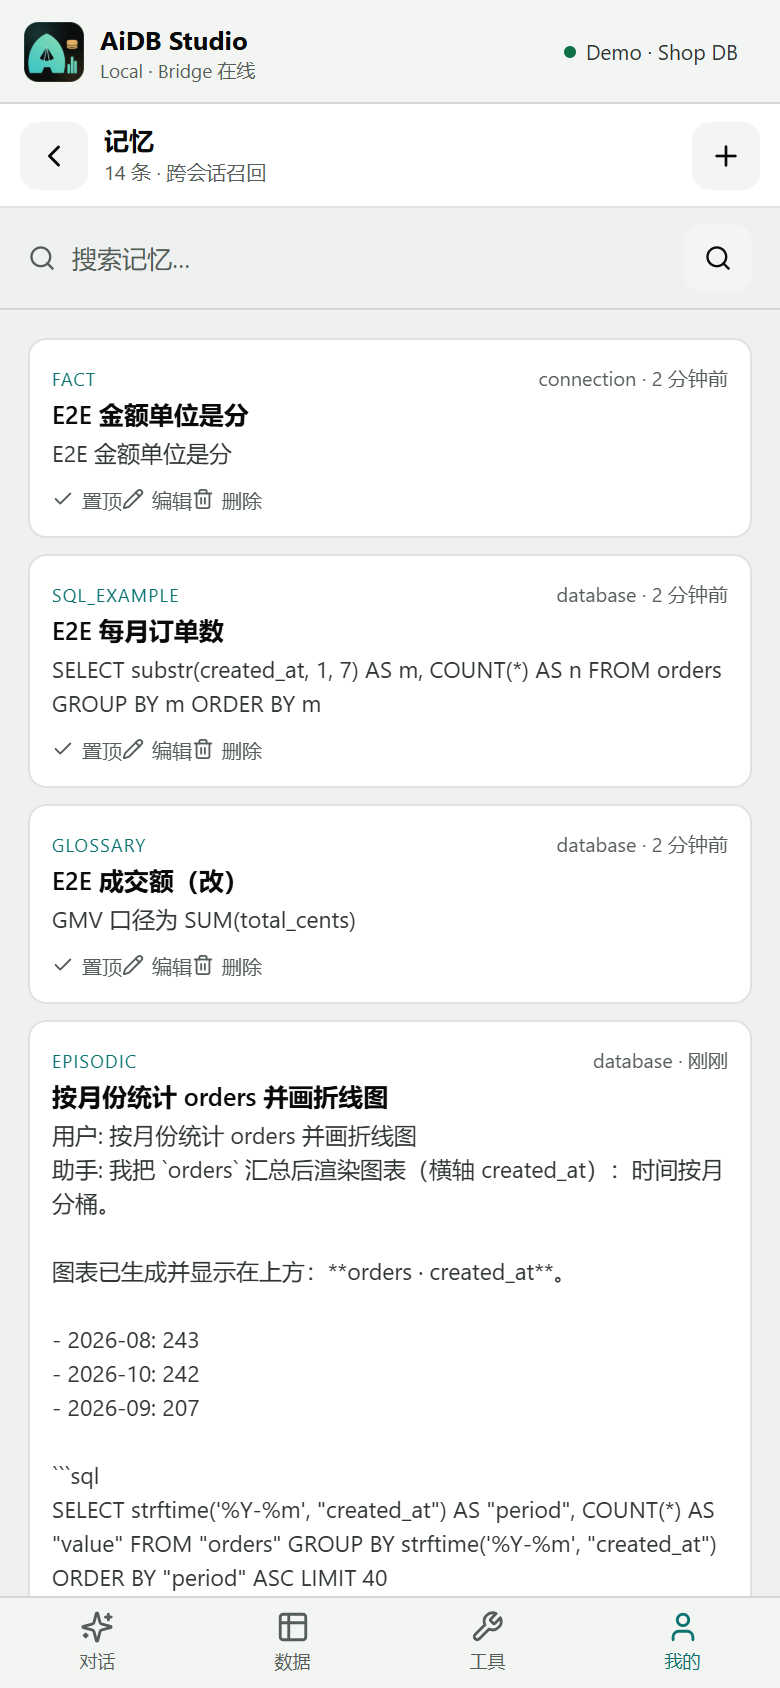 AiDB Studio
Local · Bridge 在线
Demo · Shop DB
记忆
14 条 · 跨会话召回
搜索记忆...
FACT
connection · 2 分钟前
E2E 金额单位是分
E2E 金额单位是分
置顶 编辑 删除
SQL_EXAMPLE
database · 2 分钟前
E2E 每月订单数
SELECT substr(created_at, 1, 7) AS m, COUNT(*) AS n FROM orders
GROUP BY m ORDER BY m
置顶 编辑 删除
GLOSSARY
database · 2 分钟前
E2E 成交额（改）
GMV 口径为 SUM(total_cents)
置顶 编辑 删除
EPISODIC
database · 刚刚
按月份统计 orders 并画折线图
用户: 按月份统计 orders 并画折线图
助手: 我把 `orders` 汇总后渲染图表（横轴 created_at）：时间按月
分桶。
图表已生成并显示在上方：**orders · created_at**。
- 2026-08: 243
- 2026-10: 242
- 2026-09: 207
```sql
SELECT strftime('%Y-%m', "created_at") AS "period", COUNT(*) AS
"value" FROM "orders" GROUP BY strftime('%Y-%m', "created_at")
ORDER BY "period" ASC LIMIT 40
对话
数据
工具
我的